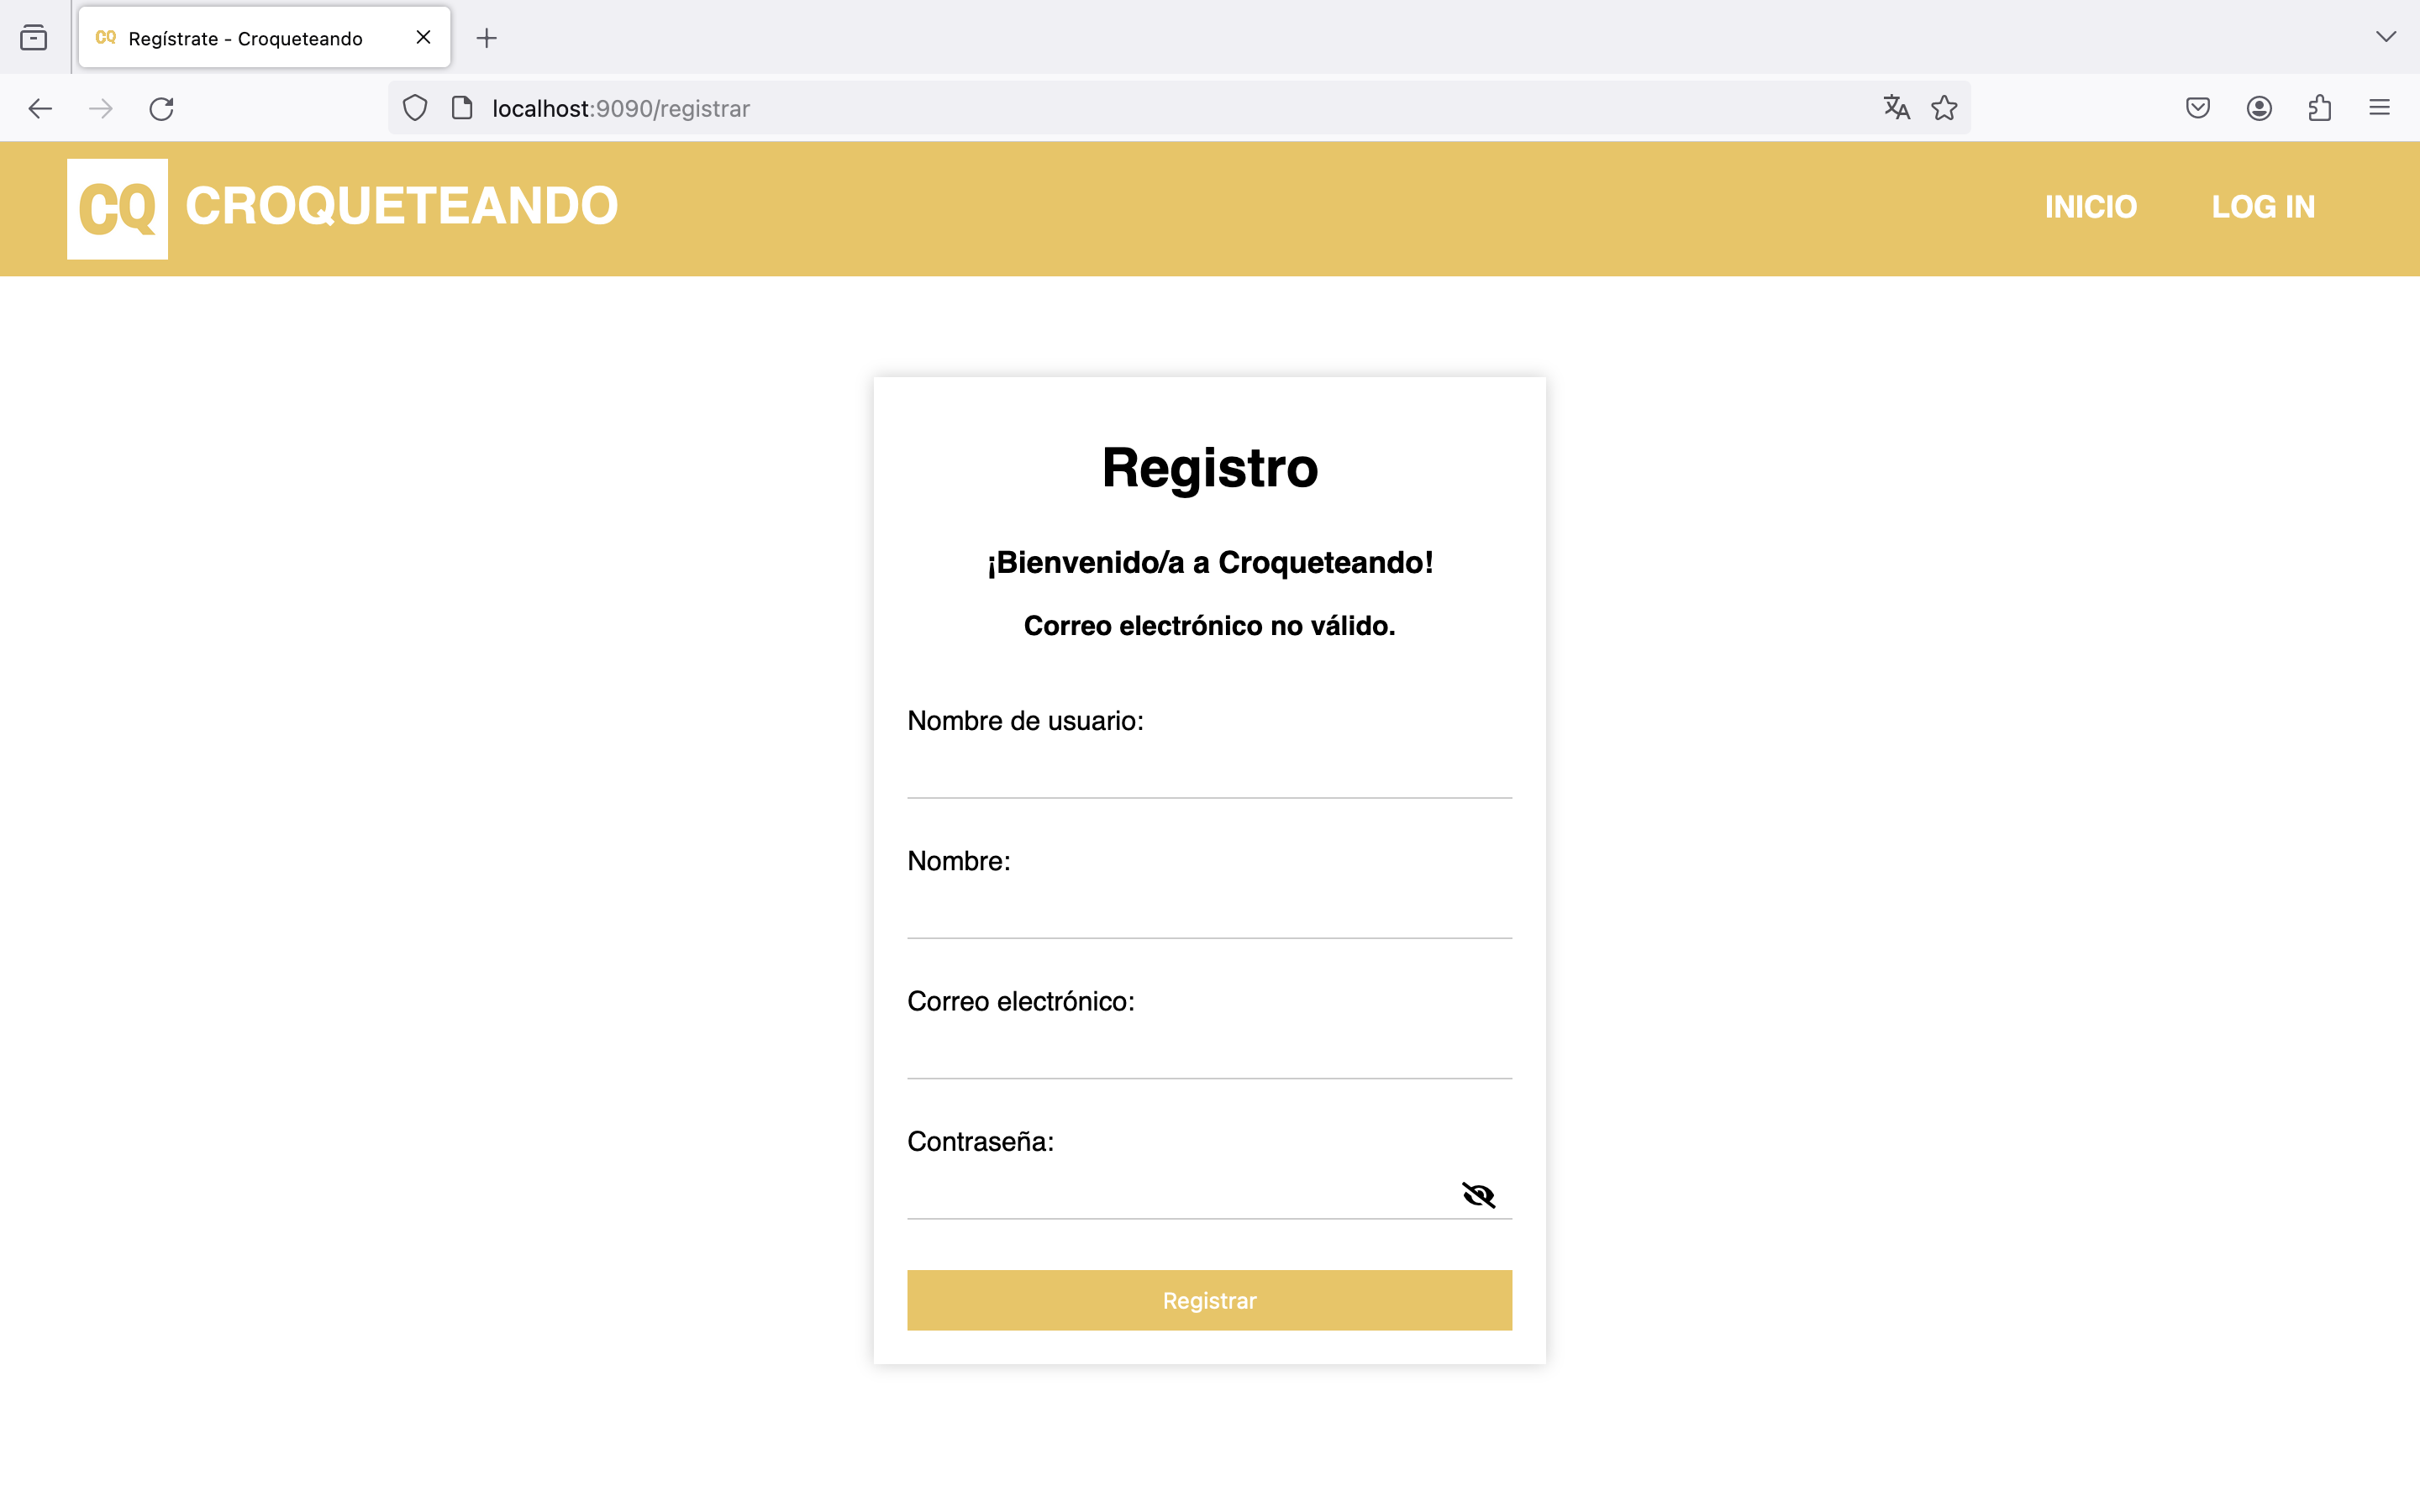 CQ Regístrate - Croqueteando
localhost:9090/registrar
CQ CROQUETEANDO
INICIO
LOG IN
Registro
¡Bienvenido/a a Croqueteando!
Correo electrónico no válido.
Nombre de usuario:
Nombre:
Correo electrónico:
Contraseña:
Registrar